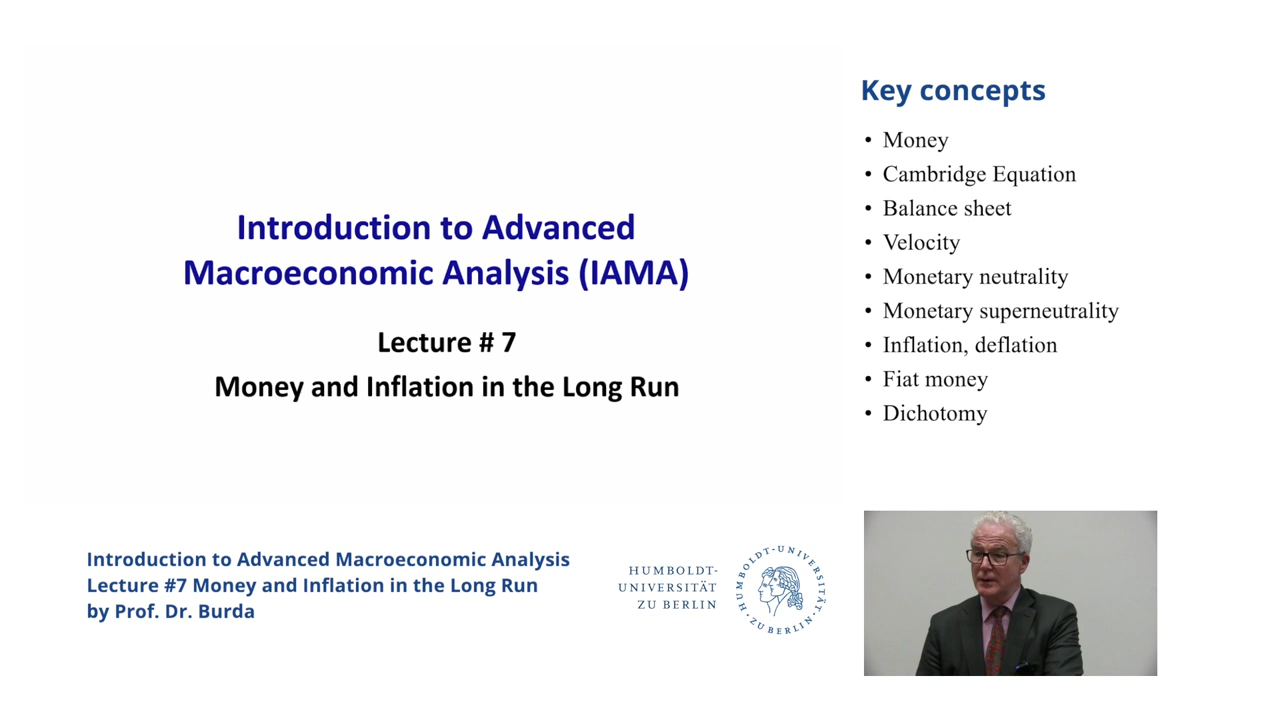 Introduction to Advanced
Macroeconomic Analysis (IAMA)
Lecture # 7
Money and Inflation in the Long Run
Key concepts
• Money
• Cambridge Equation
• Balance sheet
• Velocity
• Monetary neutrality
• Monetary superneutrality
• Inflation, deflation
• Fiat money
• Dichotomy
Introduction to Advanced Macroeconomic Analysis
Lecture #7 Money and Inflation in the Long Run
by Prof. Dr. Burda
HUMBOLDT-
UNIVERSITÄT
ZU BERLIN
HUMBOLDT-UNIVERSITÄT
ZU BERLIN